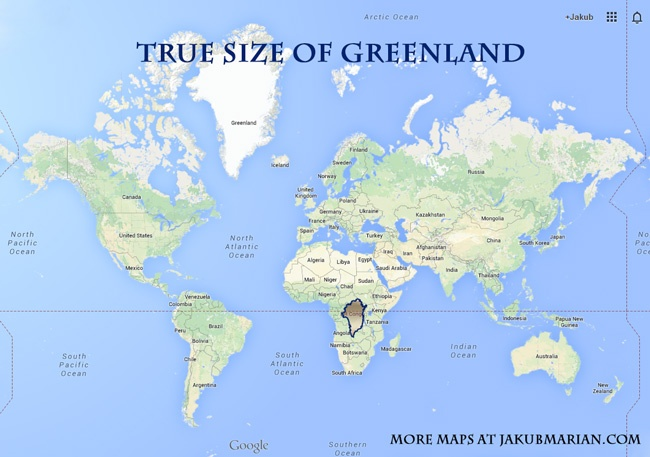 Arctic Ocean
+Jakub
TRUE SIZE OF GREENLAND
Greenland
Iceland
Finland
Sweden
Norway
Russia
Canada
United
Kingdom
Poland
Germany
Ukraine
France
Italy
Spain
Turkey
Kazakhstan
Mongolia
North
Pacific
Ocean
United States
North
Atlantic
Ocean
China
Japan
South Korea
Afghanistan
Pakistan
Iraq
Iran
Algeria
Libya
Egypt
Saudi Arabia
India
Thailand
Mexico
Mali
Niger
Chad
Sudan
Nigeria
Ethiopia
Venezuela
Colombia
Kenya
Tanzania
Indonesia
Papua New
Guinea
Peru
Brazil
Bolivia
Angola
Namibia
Botswana
Madagascar
South
Pacific
Ocean
Chile
South
Atlantic
Ocean
Indian
Ocean
Australia
South Africa
Argentina
New
Zealand
Google
Southern
Ocean
MORE MAPS AT JAKUBMARIAN.COM